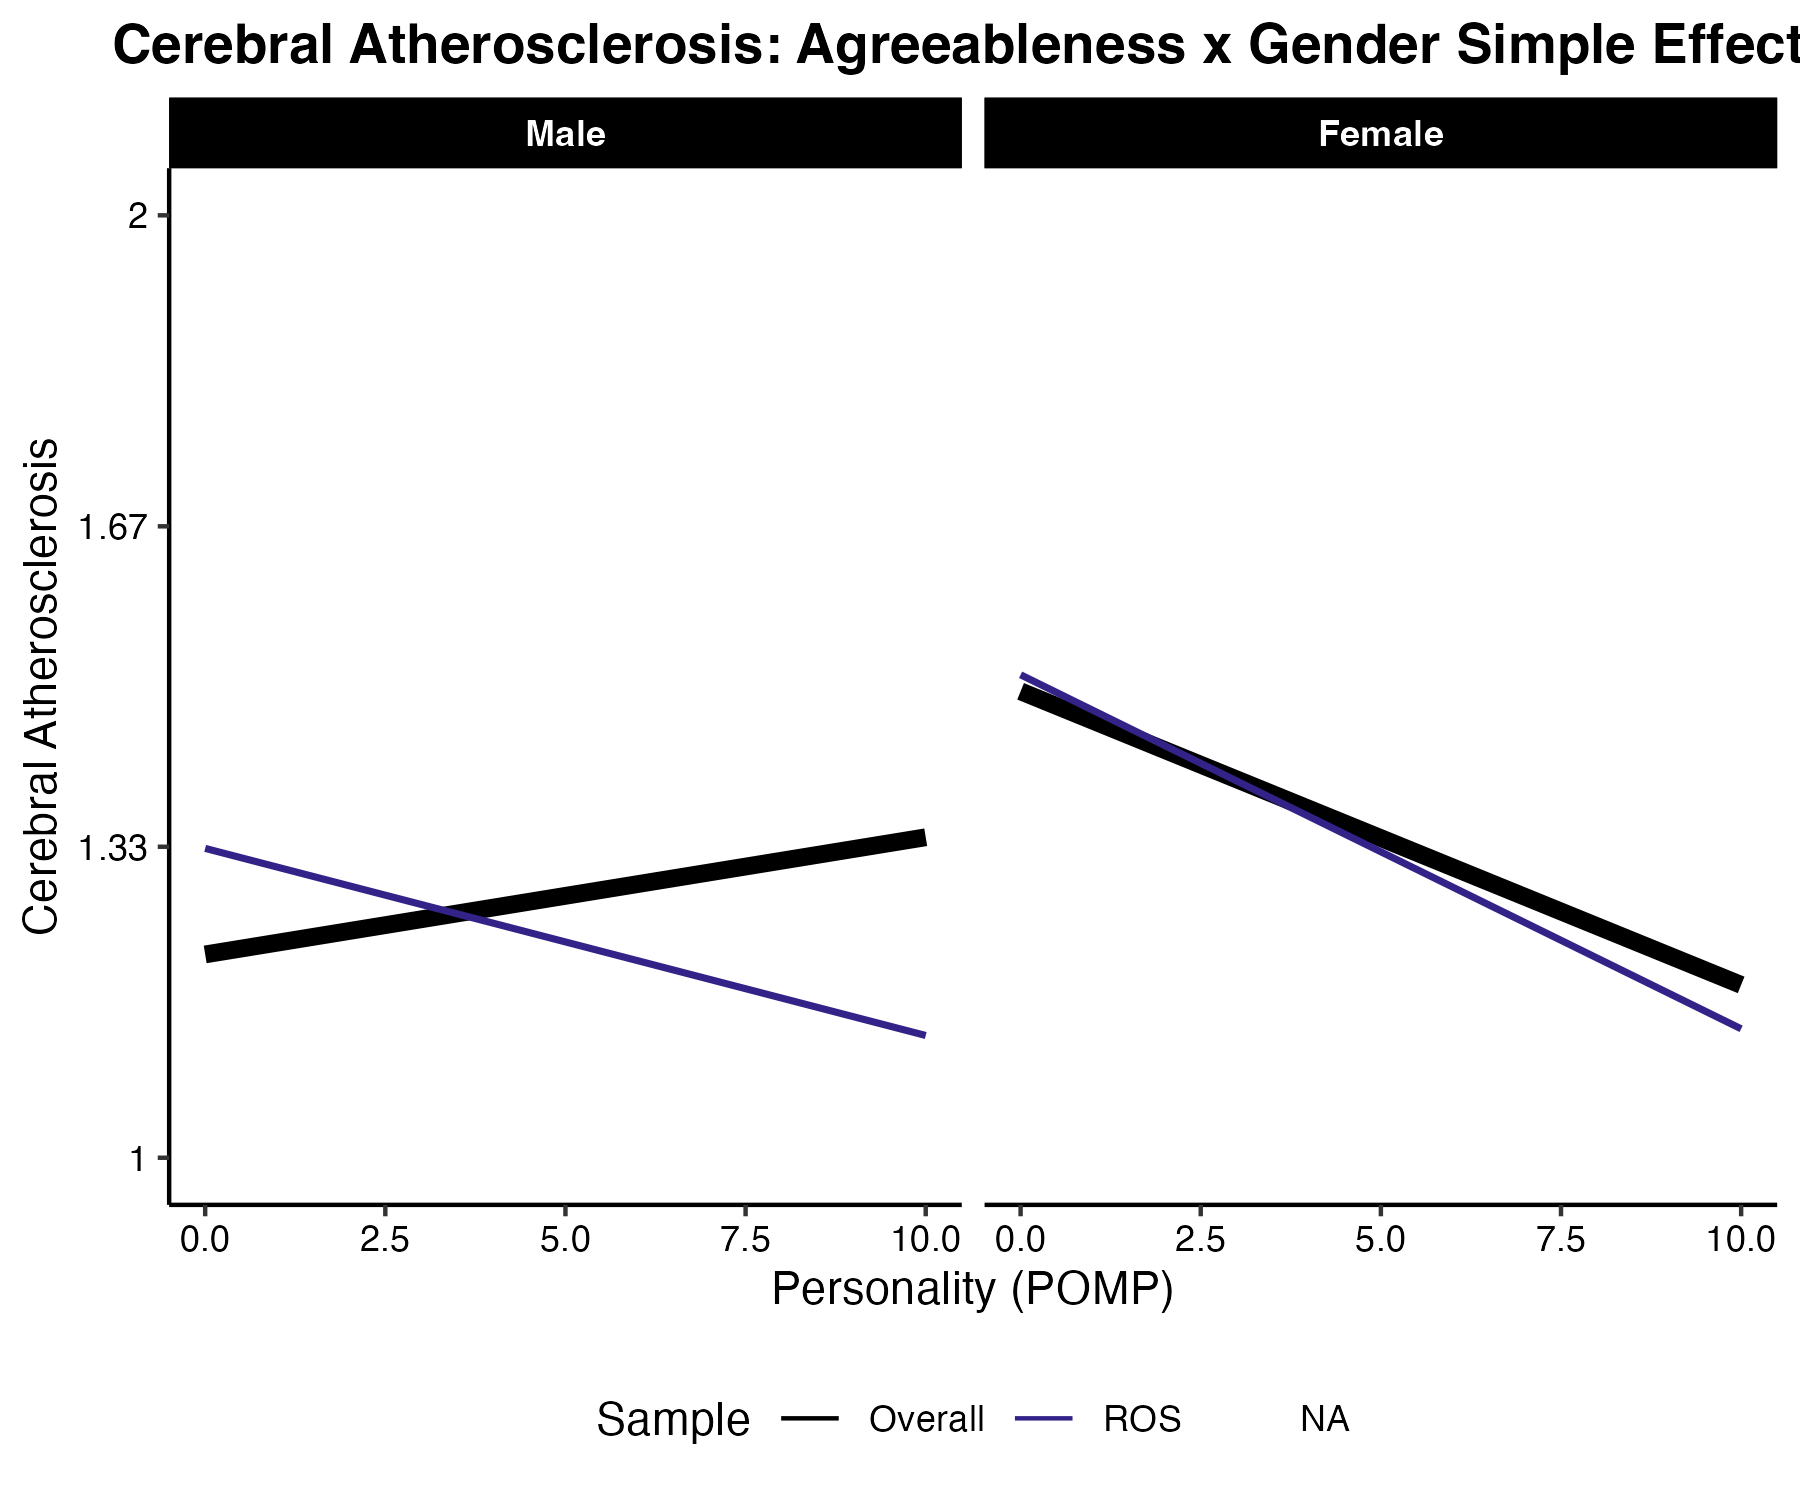 Cerebral Atherosclerosis: Agreeableness x Gender Simple Effect
Male
Female
Cerebral Atherosclerosis
2
1.67
1.33
1
0.0 2.5 5.0 7.5 10.0
0.0 2.5 5.0 7.5 10.0
Personality (POMP)
Sample Overall ROS NA